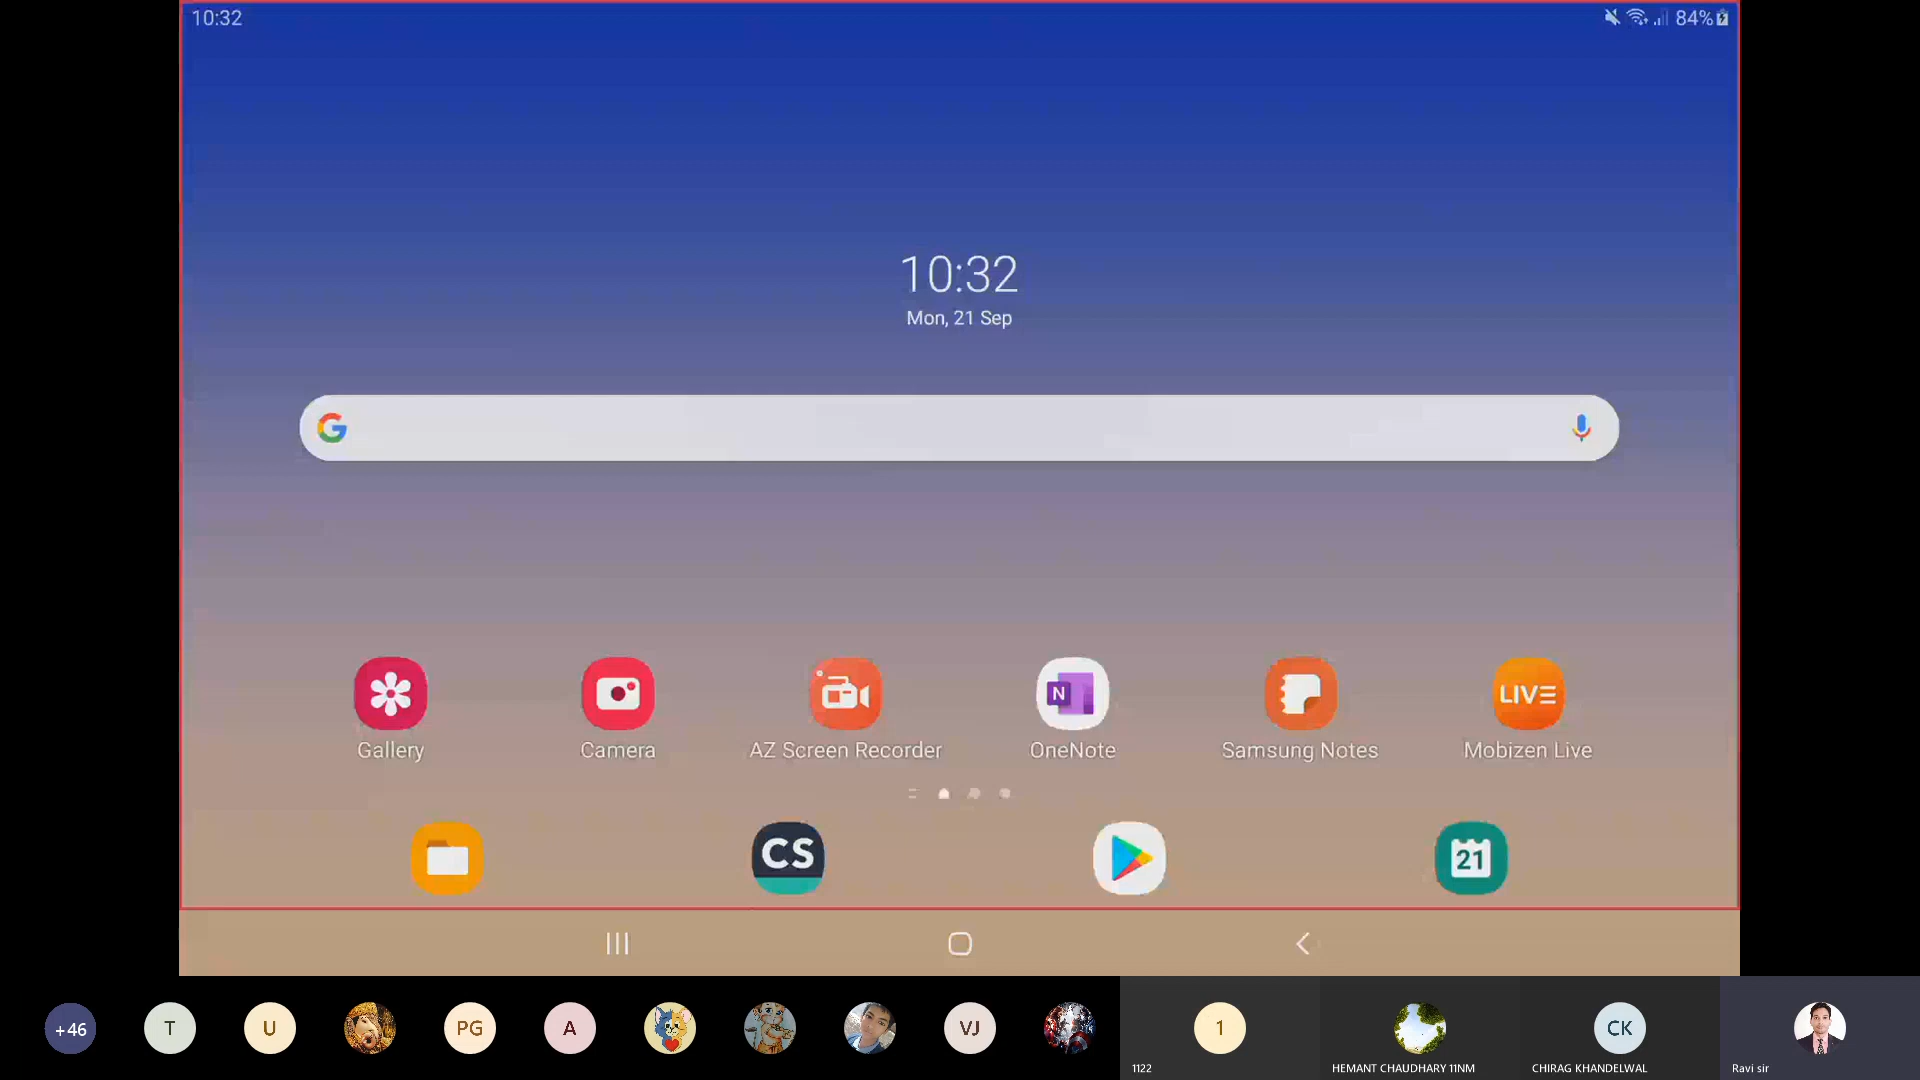 10:32
84%
10:32
Mon, 21 Sep
G
N
LIVE
Gallery
Camera
AZ Screen Recorder
OneNote
Samsung Notes
Mobizen Live
CS
21
+46
T
U
PG
A
VJ
1
CK
1122
HEMANT CHAUDHARY 11NM
CHIRAG KHANDELWAL
Ravi sir